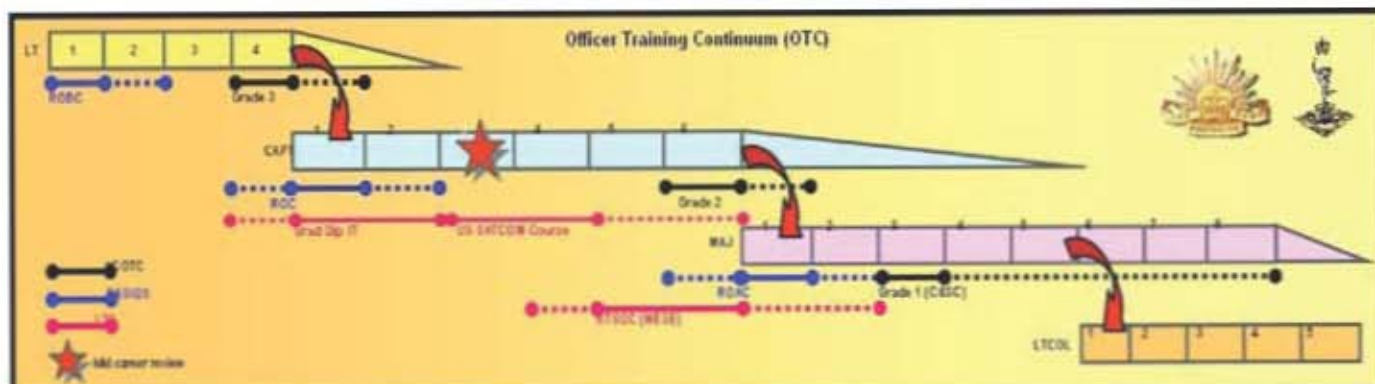 Officer Training Continuum (OTC)
LT 1 2 3 4
ROBC
Grade 3
CAPT 1 2 4 5 6
ROC
Grade 2
Grad Dip IT
US SATCOM Course
MAJ 1 2 3 4 5 6 7 8
ROAC
Grade 1 (C&SC)
LTCOL 1 2 3 4 5
Mid career review